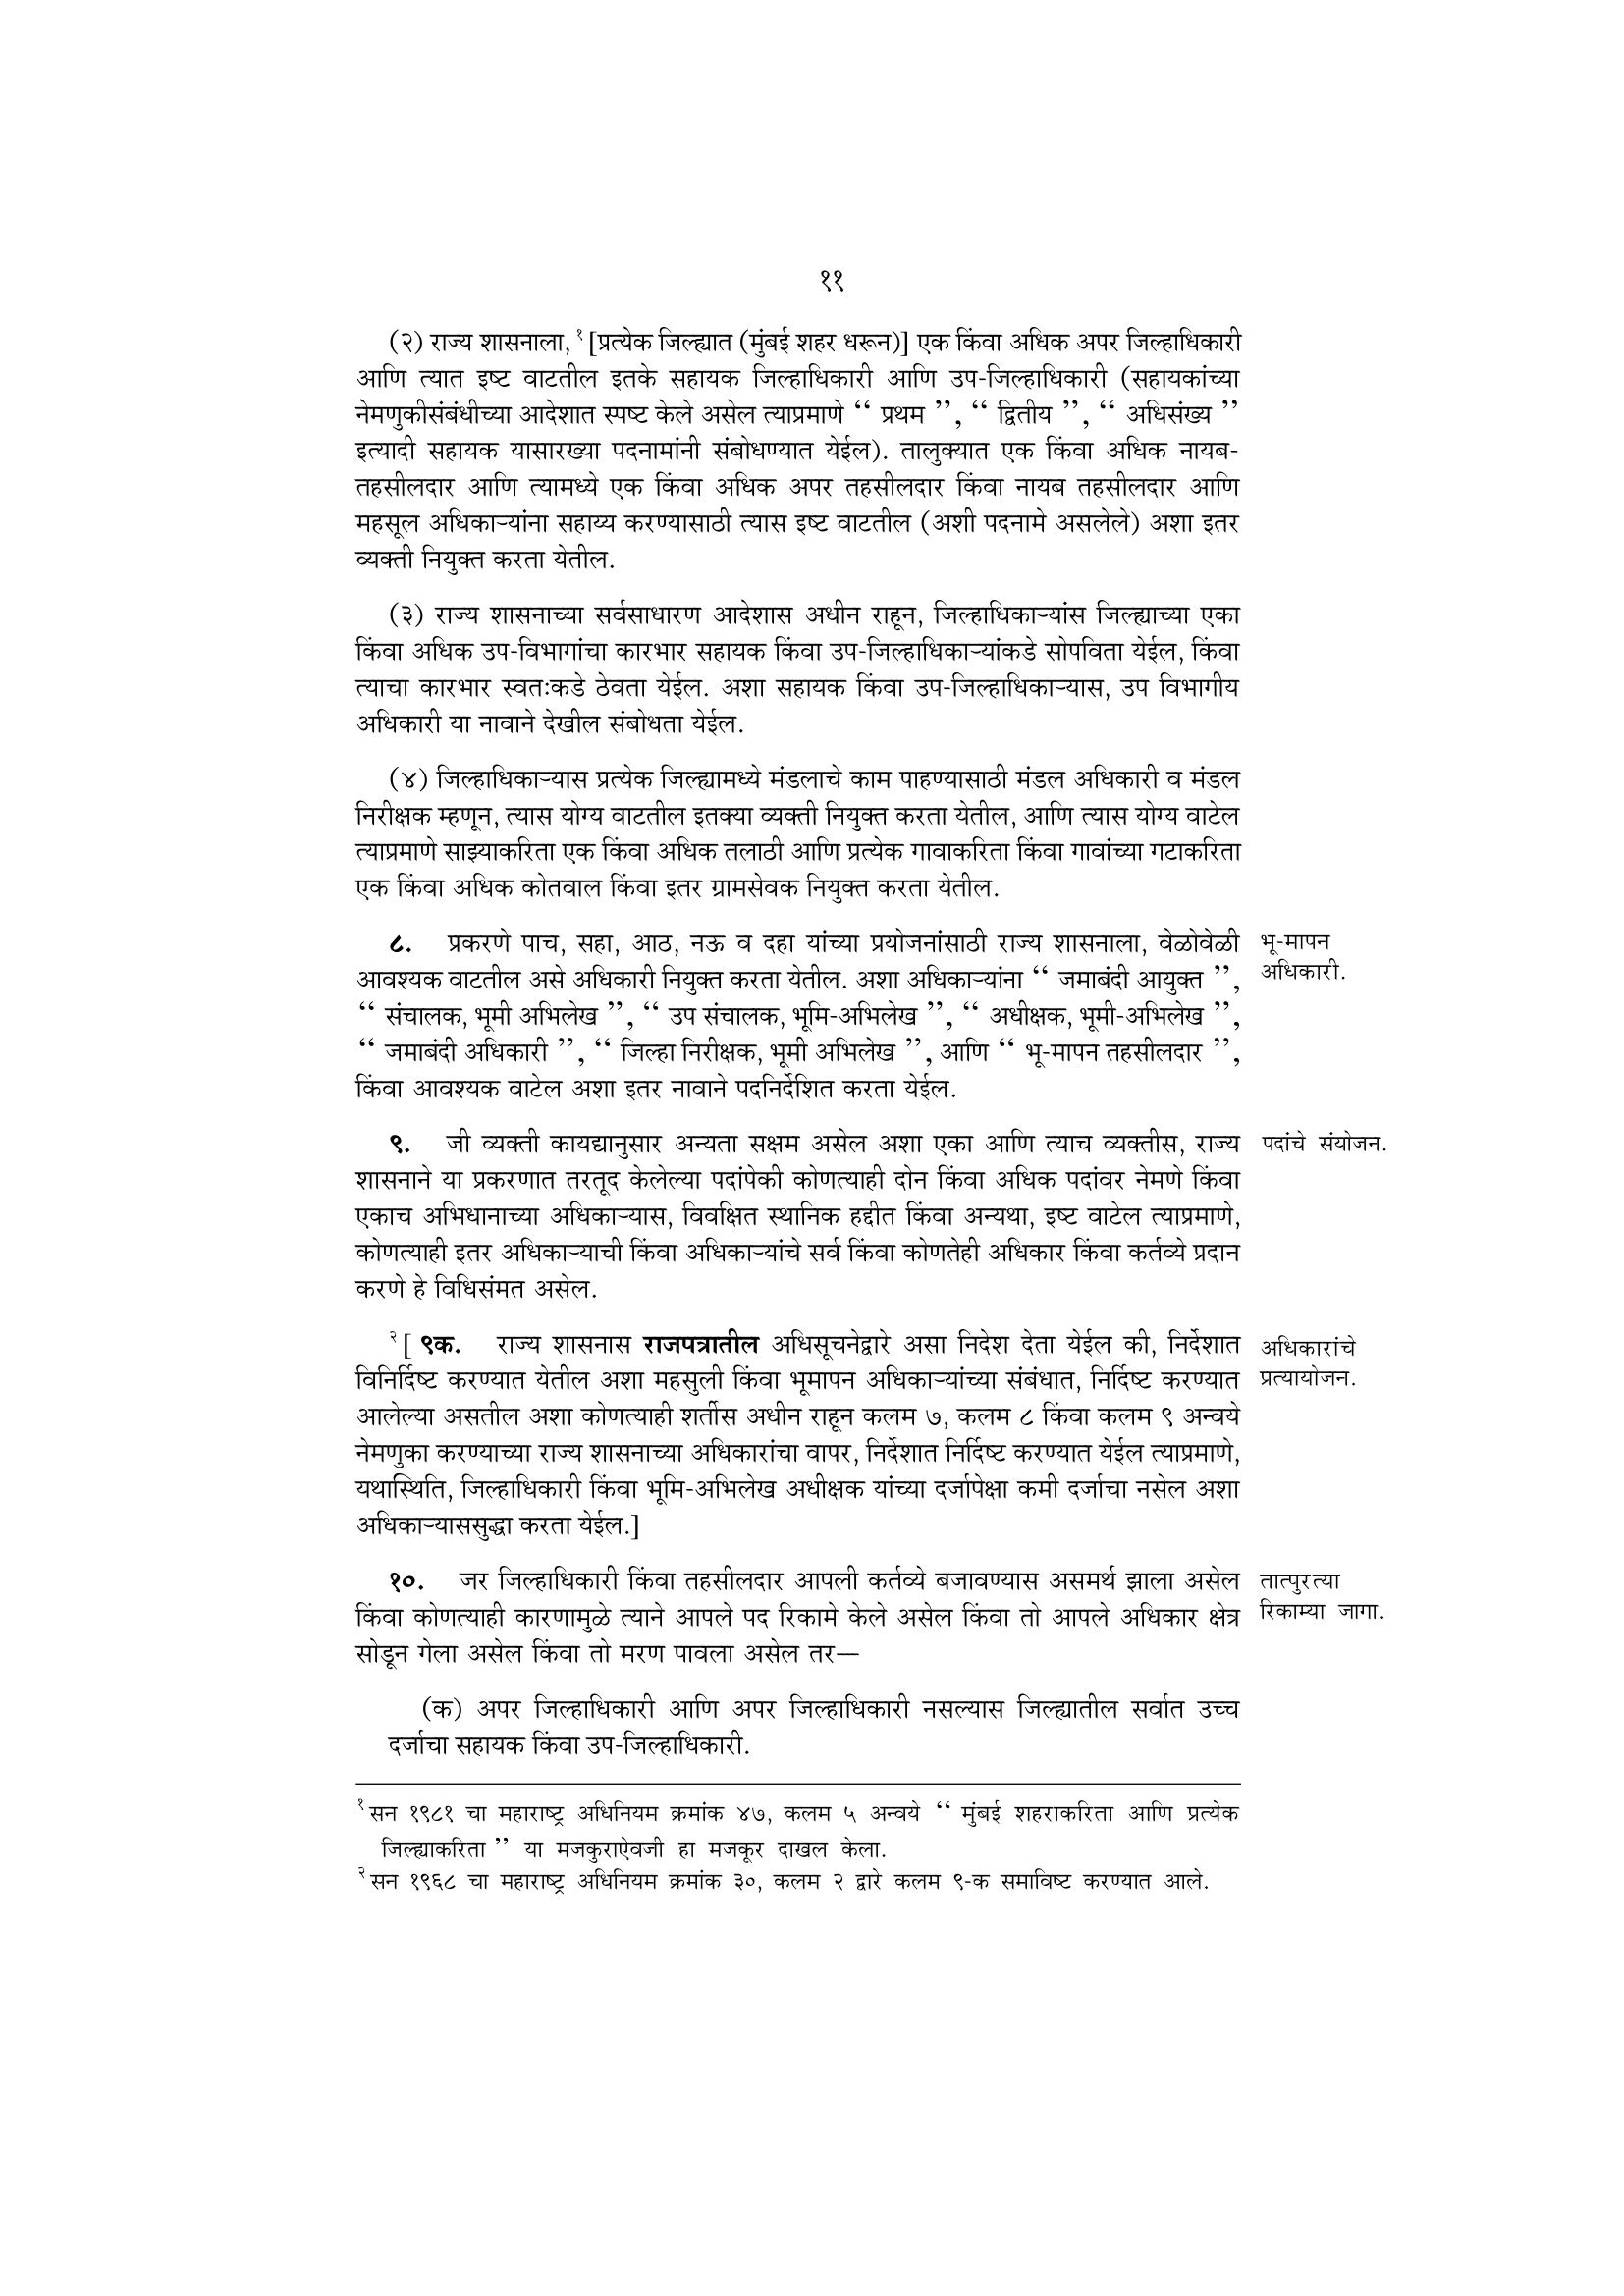 ११
(२) राज्य शासनाला, १ [प्रत्येक जिल्ह्यात (मुंबई शहर धरून)] एक किंवा अधिक अपर जिल्हाधिकारी
आणि त्यात इष्ट वाटतील इतके सहायक जिल्हाधिकारी आणि उप-जिल्हाधिकारी (सहायकांच्या
नेमणुकीसंबंधीच्या आदेशात स्पष्ट केले असेल त्याप्रमाणे “ प्रथम ”, “ द्वितीय ”, “ अधिसंख्य ”
इत्यादी सहायक यासारख्या पदनामांनी संबोधण्यात येईल). तालुक्यात एक किंवा अधिक नायब-
तहसीलदार आणि त्यामध्ये एक किंवा अधिक अपर तहसीलदार किंवा नायब तहसीलदार आणि
महसूल अधिकाऱ्यांना सहाय्य करण्यासाठी त्यास इष्ट वाटतील (अशी पदनामे असलेले) अशा इतर
व्यक्ती नियुक्त करता येतील.
(३) राज्य शासनाच्या सर्वसाधारण आदेशास अधीन राहून, जिल्हाधिकाऱ्यांस जिल्ह्याच्या एका
किंवा अधिक उप-विभागांचा कारभार सहायक किंवा उप-जिल्हाधिकाऱ्यांकडे सोपविता येईल, किंवा
त्याचा कारभार स्वतःकडे ठेवता येईल. अशा सहायक किंवा उप-जिल्हाधिकाऱ्यास, उप विभागीय
अधिकारी या नावाने देखील संबोधता येईल.
(४) जिल्हाधिकाऱ्यास प्रत्येक जिल्ह्यामध्ये मंडलाचे काम पाहण्यासाठी मंडल अधिकारी व मंडल
निरीक्षक म्हणून, त्यास योग्य वाटतील इतक्या व्यक्ती नियुक्त करता येतील, आणि त्यास योग्य वाटेल
त्याप्रमाणे साझ्याकरिता एक किंवा अधिक तलाठी आणि प्रत्येक गावाकरिता किंवा गावांच्या गटाकरिता
एक किंवा अधिक कोतवाल किंवा इतर ग्रामसेवक नियुक्त करता येतील.
८. प्रकरणे पाच, सहा, आठ, नऊ व दहा यांच्या प्रयोजनांसाठी राज्य शासनाला, वेळोवेळी
आवश्यक वाटतील असे अधिकारी नियुक्त करता येतील. अशा अधिकाऱ्यांना “ जमाबंदी आयुक्त ”,
“ संचालक, भूमी अभिलेख ”, “ उप संचालक, भूमि-अभिलेख ”, “ अधीक्षक, भूमी-अभिलेख ”,
“ जमाबंदी अधिकारी ”, “ जिल्हा निरीक्षक, भूमी अभिलेख ”, आणि “ भू-मापन तहसीलदार ”,
किंवा आवश्यक वाटेल अशा इतर नावाने पदनिर्देशित करता येईल.
भू-मापन
अधिकारी.
९. जी व्यक्ती कायद्यानुसार अन्यता सक्षम असेल अशा एका आणि त्याच व्यक्तीस, राज्य
शासनाने या प्रकरणात तरतूद केलेल्या पदांपेकी कोणत्याही दोन किंवा अधिक पदांवर नेमणे किंवा
एकाच अभिधानाच्या अधिकाऱ्यास, विवक्षित स्थानिक हद्दीत किंवा अन्यथा, इष्ट वाटेल त्याप्रमाणे,
कोणत्याही इतर अधिकाऱ्याची किंवा अधिकाऱ्यांचे सर्व किंवा कोणतेही अधिकार किंवा कर्तव्ये प्रदान
करणे हे विधिसंमत असेल.
पदांचे संयोजन.
२ [ ९क. राज्य शासनास राजपत्रातील अधिसूचनेद्वारे असा निदेश देता येईल की, निर्देशात
विनिर्दिष्ट करण्यात येतील अशा महसुली किंवा भूमापन अधिकाऱ्यांच्या संबंधात, निर्दिष्ट करण्यात
आलेल्या असतील अशा कोणत्याही शर्तीस अधीन राहून कलम ७, कलम ८ किंवा कलम ९ अन्वये
नेमणुका करण्याच्या राज्य शासनाच्या अधिकारांचा वापर, निर्देशात निर्दिष्ट करण्यात येईल त्याप्रमाणे,
यथास्थिति, जिल्हाधिकारी किंवा भूमि-अभिलेख अधीक्षक यांच्या दर्जापेक्षा कमी दर्जाचा नसेल अशा
अधिकाऱ्याससुद्धा करता येईल.]
अधिकारांचे
प्रत्यायोजन.
१०. जर जिल्हाधिकारी किंवा तहसीलदार आपली कर्तव्ये बजावण्यास असमर्थ झाला असेल
किंवा कोणत्याही कारणामुळे त्याने आपले पद रिकामे केले असेल किंवा तो आपले अधिकार क्षेत्र
सोडून गेला असेल किंवा तो मरण पावला असेल तर—
तात्पुरत्या
रिकाम्या जागा.
(क) अपर जिल्हाधिकारी आणि अपर जिल्हाधिकारी नसल्यास जिल्ह्यातील सर्वात उच्च
दर्जाचा सहायक किंवा उप-जिल्हाधिकारी.
१ सन १९८१ चा महाराष्ट्र अधिनियम क्रमांक ४७, कलम ५ अन्वये “ मुंबई शहराकरिता आणि प्रत्येक
जिल्ह्याकरिता ” या मजकुराऐवजी हा मजकूर दाखल केला.
२ सन १९६८ चा महाराष्ट्र अधिनियम क्रमांक ३०, कलम २ द्वारे कलम ९-क समाविष्ट करण्यात आले.